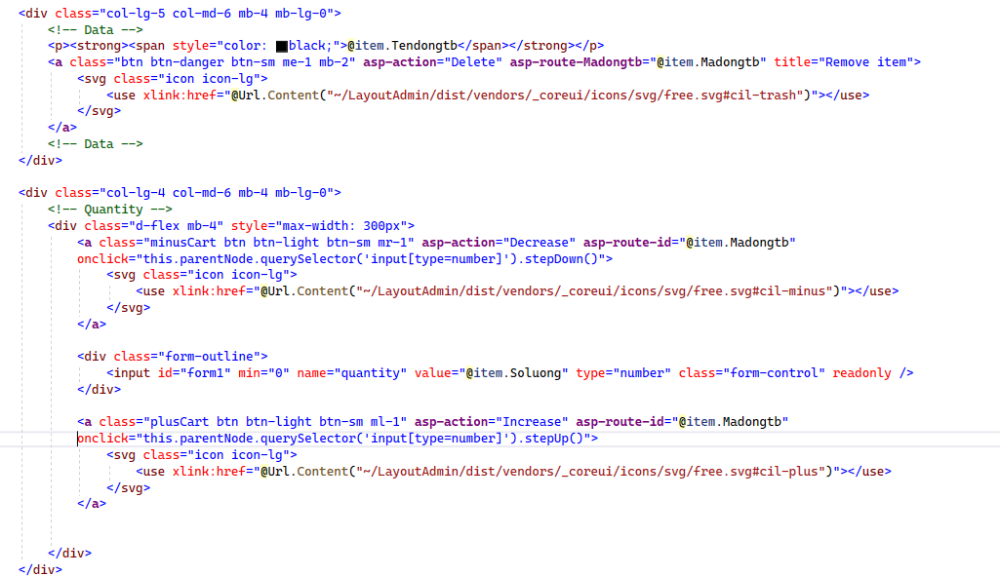 <div class="col-lg-5 col-md-6 mb-4 mb-lg-0">
<!-- Data -->
<p><strong><span style="color: black;">@item.Tendongtb</span></strong></p>
<a class="btn btn-danger btn-sm me-1 mb-2" asp-action="Delete" asp-route-Madongtb="@item.Madongtb" title="Remove item">
<svg class="icon icon-lg">
<use xlink:href="@Url.Content("~/LayoutAdmin/dist/vendors/_coreui/icons/svg/free.svg#cil-trash")"></use>
</svg>
</a>
<!-- Data -->
</div>
<div class="col-lg-4 col-md-6 mb-4 mb-lg-0">
<!-- Quantity -->
<div class="d-flex mb-4" style="max-width: 300px">
<a class="minusCart btn btn-light btn-sm mr-1" asp-action="Decrease" asp-route-id="@item.Madongtb"
onclick="this.parentNode.querySelector('input[type=number]').stepDown()">
<svg class="icon icon-lg">
<use xlink:href="@Url.Content("~/LayoutAdmin/dist/vendors/_coreui/icons/svg/free.svg#cil-minus")"></use>
</svg>
</a>
<div class="form-outline">
<input id="form1" min="0" name="quantity" value="@item.Soluong" type="number" class="form-control" readonly />
</div>
<a class="plusCart btn btn-light btn-sm ml-1" asp-action="Increase" asp-route-id="@item.Madongtb"
onclick="this.parentNode.querySelector('input[type=number]').stepUp()">
<svg class="icon icon-lg">
<use xlink:href="@Url.Content("~/LayoutAdmin/dist/vendors/_coreui/icons/svg/free.svg#cil-plus")"></use>
</svg>
</a>
</div>
</div>